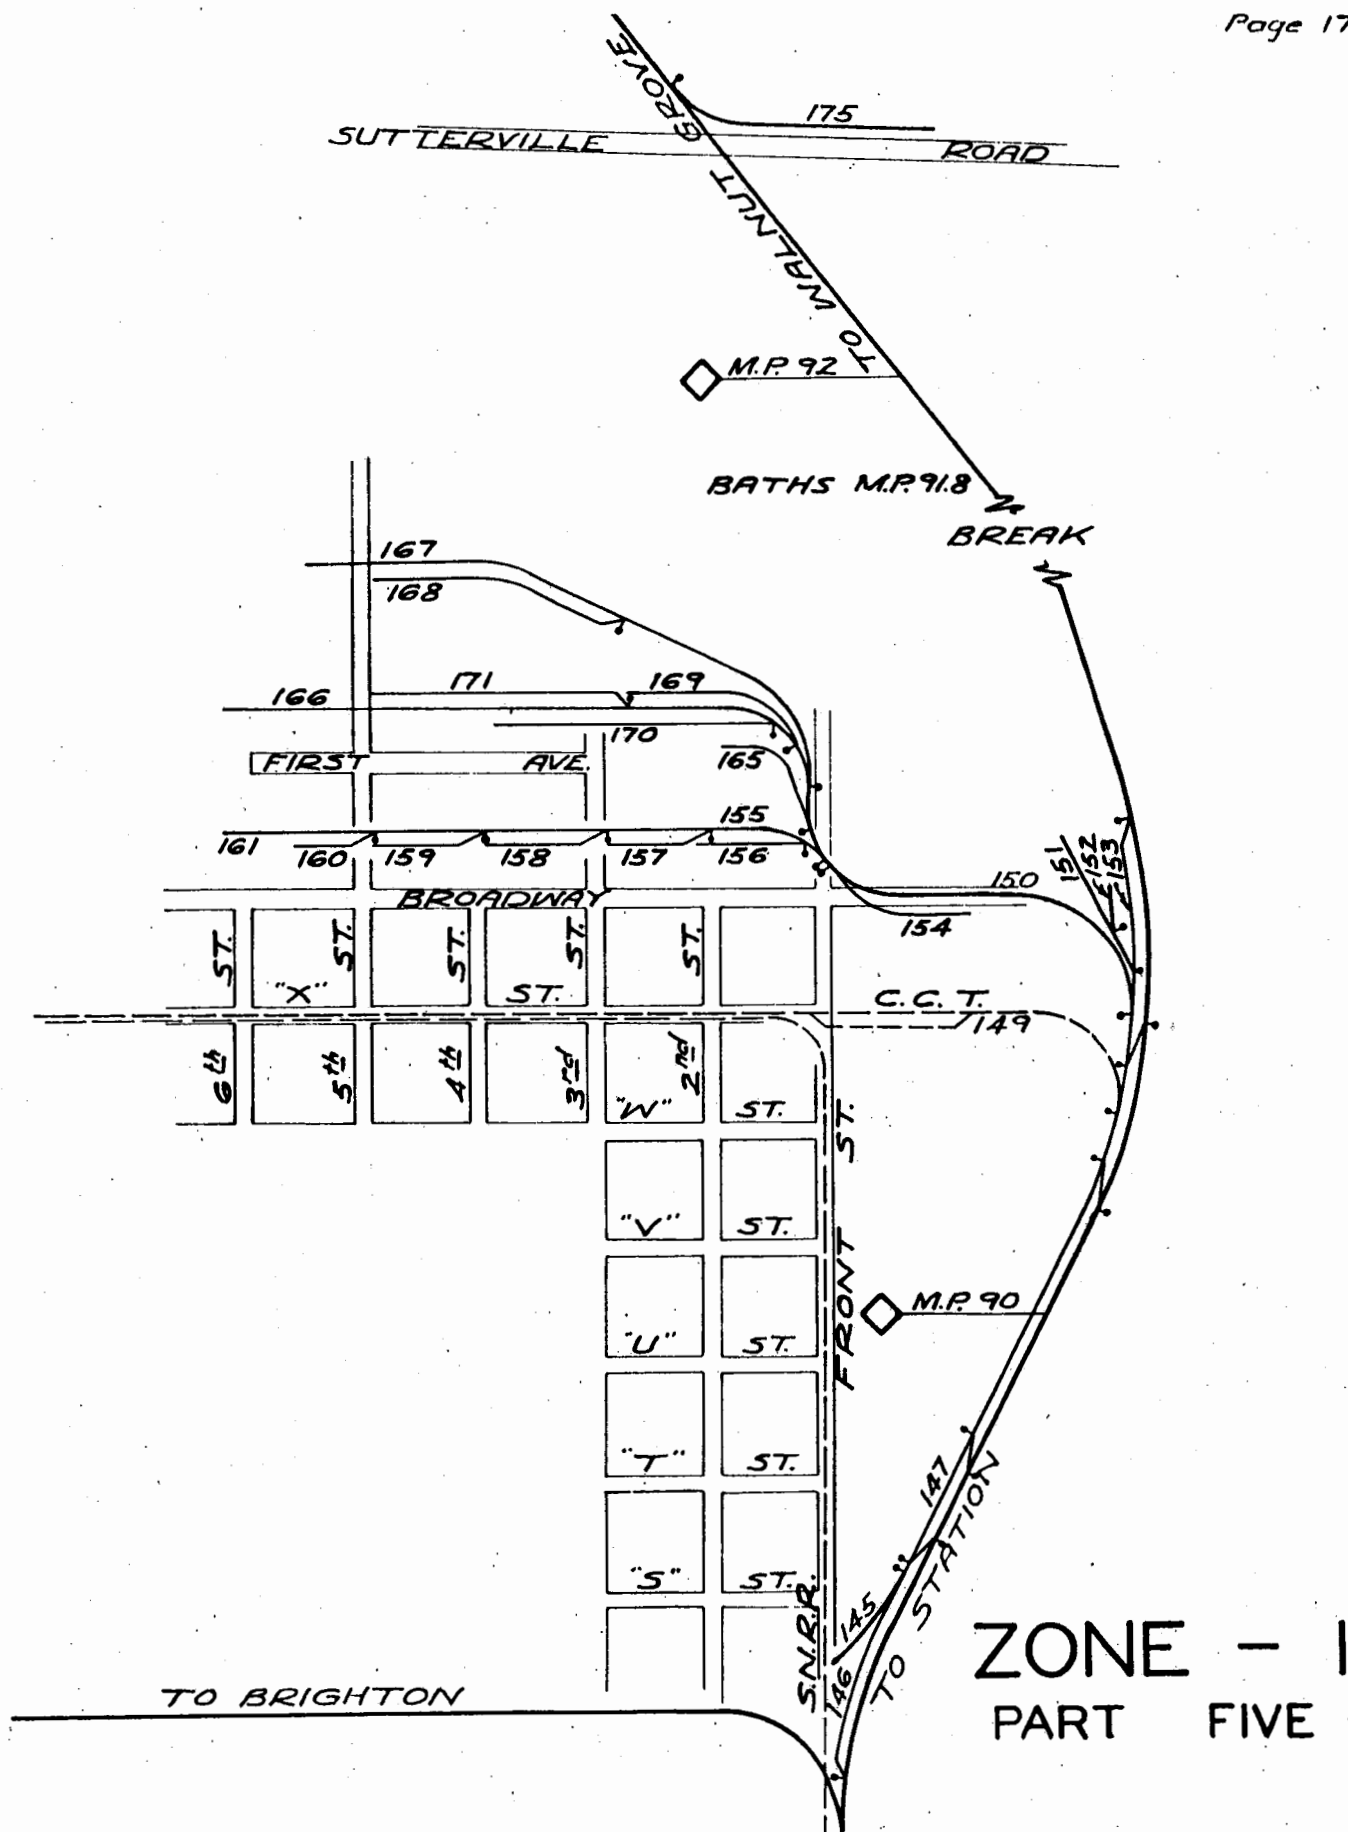 Page 17
TO WALNUT GROVE
175
SUTTERVILLE ROAD
M.P. 92
BATHS M.P. 91.8
BREAK
167
168
171
169
166
170
165
FIRST AVE.
155
161
160
159
158
157
156
151
152
153
150
BROADWAY
154
6th ST.
5th ST.
4th ST.
3rd ST.
2nd ST.
"X" ST.
C. C. T.
149
"W" ST.
"V" ST.
FRONT ST.
"U" ST.
M.P. 90
"T" ST.
147
"S" ST.
S.N.R.R.
145
146
TO STATION
TO BRIGHTON
ZONE - 1
PART FIVE